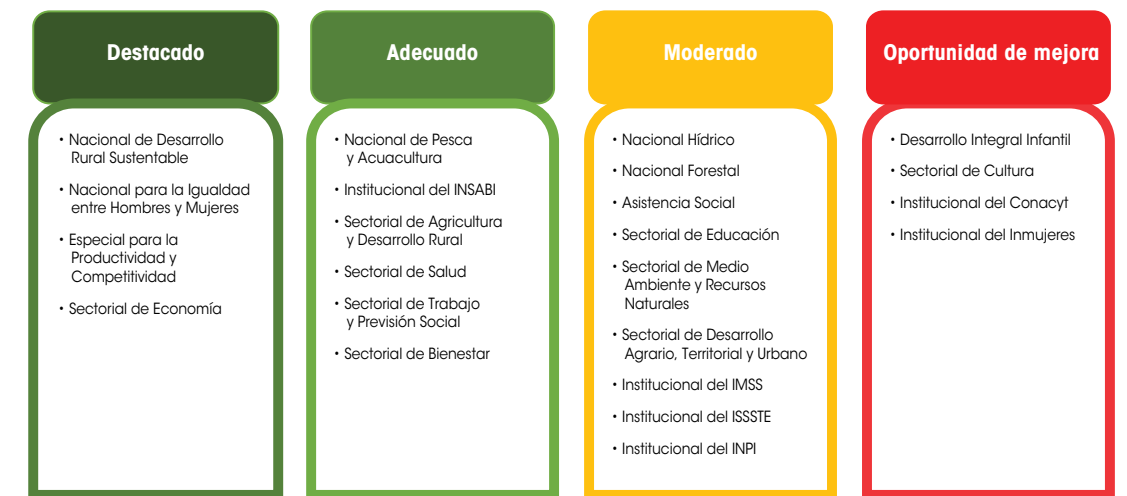 Destacado
• Nacional de Desarrollo
Rural Sustentable
• Nacional para la Igualdad
entre Hombres y Mujeres
• Especial para la
Productividad y
Competitividad
• Sectorial de Economía
Adecuado
• Nacional de Pesca
y Acuacultura
• Institucional del INSABI
• Sectorial de Agricultura
y Desarrollo Rural
• Sectorial de Salud
• Sectorial de Trabajo
y Previsión Social
• Sectorial de Bienestar
Moderado
• Nacional Hídrico
• Nacional Forestal
• Asistencia Social
• Sectorial de Educación
• Sectorial de Medio
Ambiente y Recursos
Naturales
• Sectorial de Desarrollo
Agrario, Territorial y Urbano
• Institucional del IMSS
• Institucional del ISSSTE
• Institucional del INPI
Oportunidad de mejora
• Desarrollo Integral Infantil
• Sectorial de Cultura
• Institucional del Conacyt
• Institucional del Inmujeres